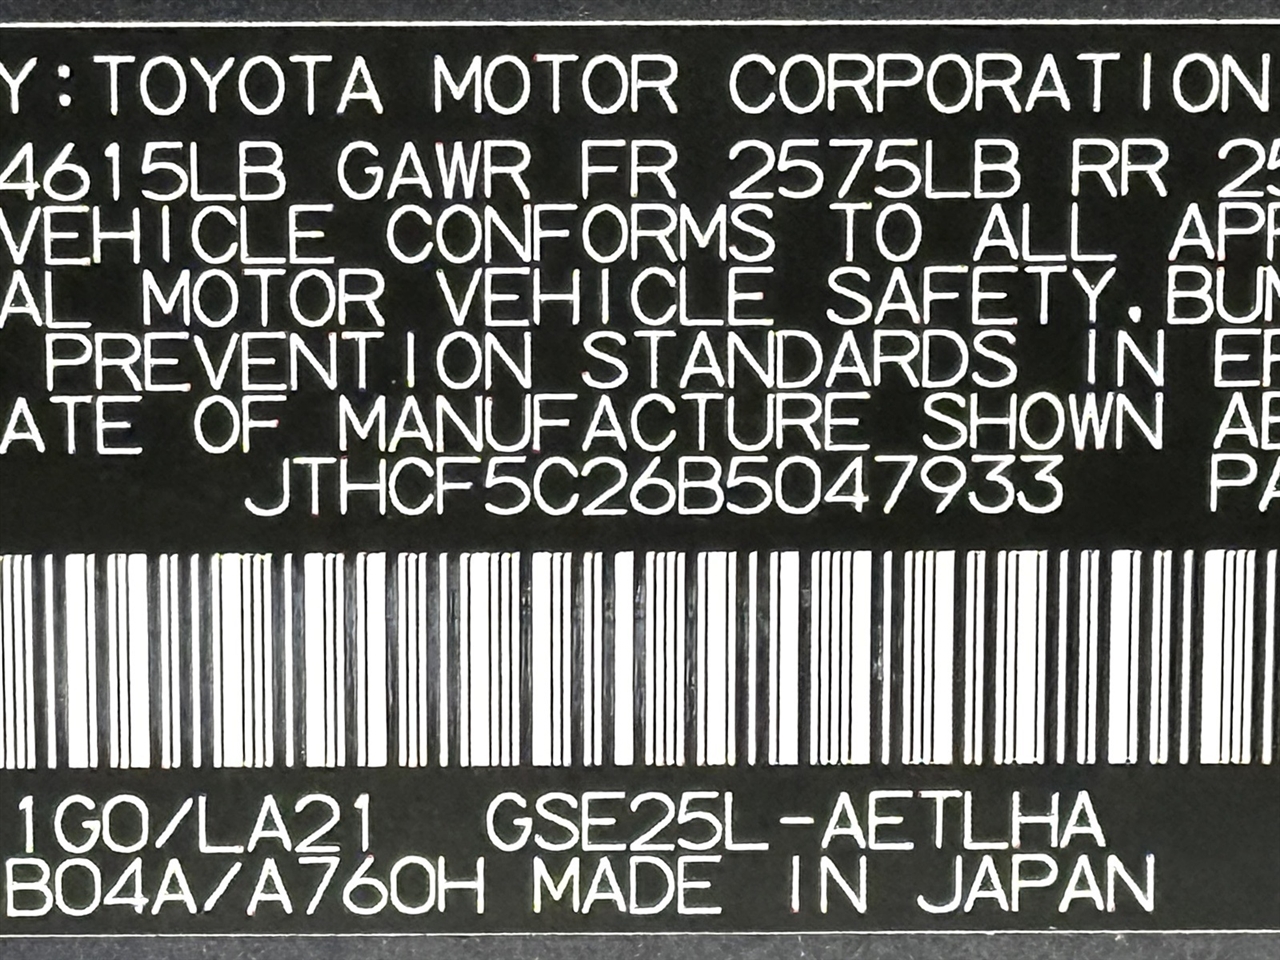 Y:TOYOTA MOTOR CORPORATION
4615LB GAWR FR 2575LB RR 25
VEHICLE CONFORMS TO ALL APP
AL MOTOR VEHICLE SAFETY.BUM
PREVENTION STANDARDS IN EF
ATE OF MANUFACTURE SHOWN AB
JTHCF5C26B5047933 PA
1G0/LA21 GSE25L-AETLHA
B04A/A760H MADE IN JAPAN